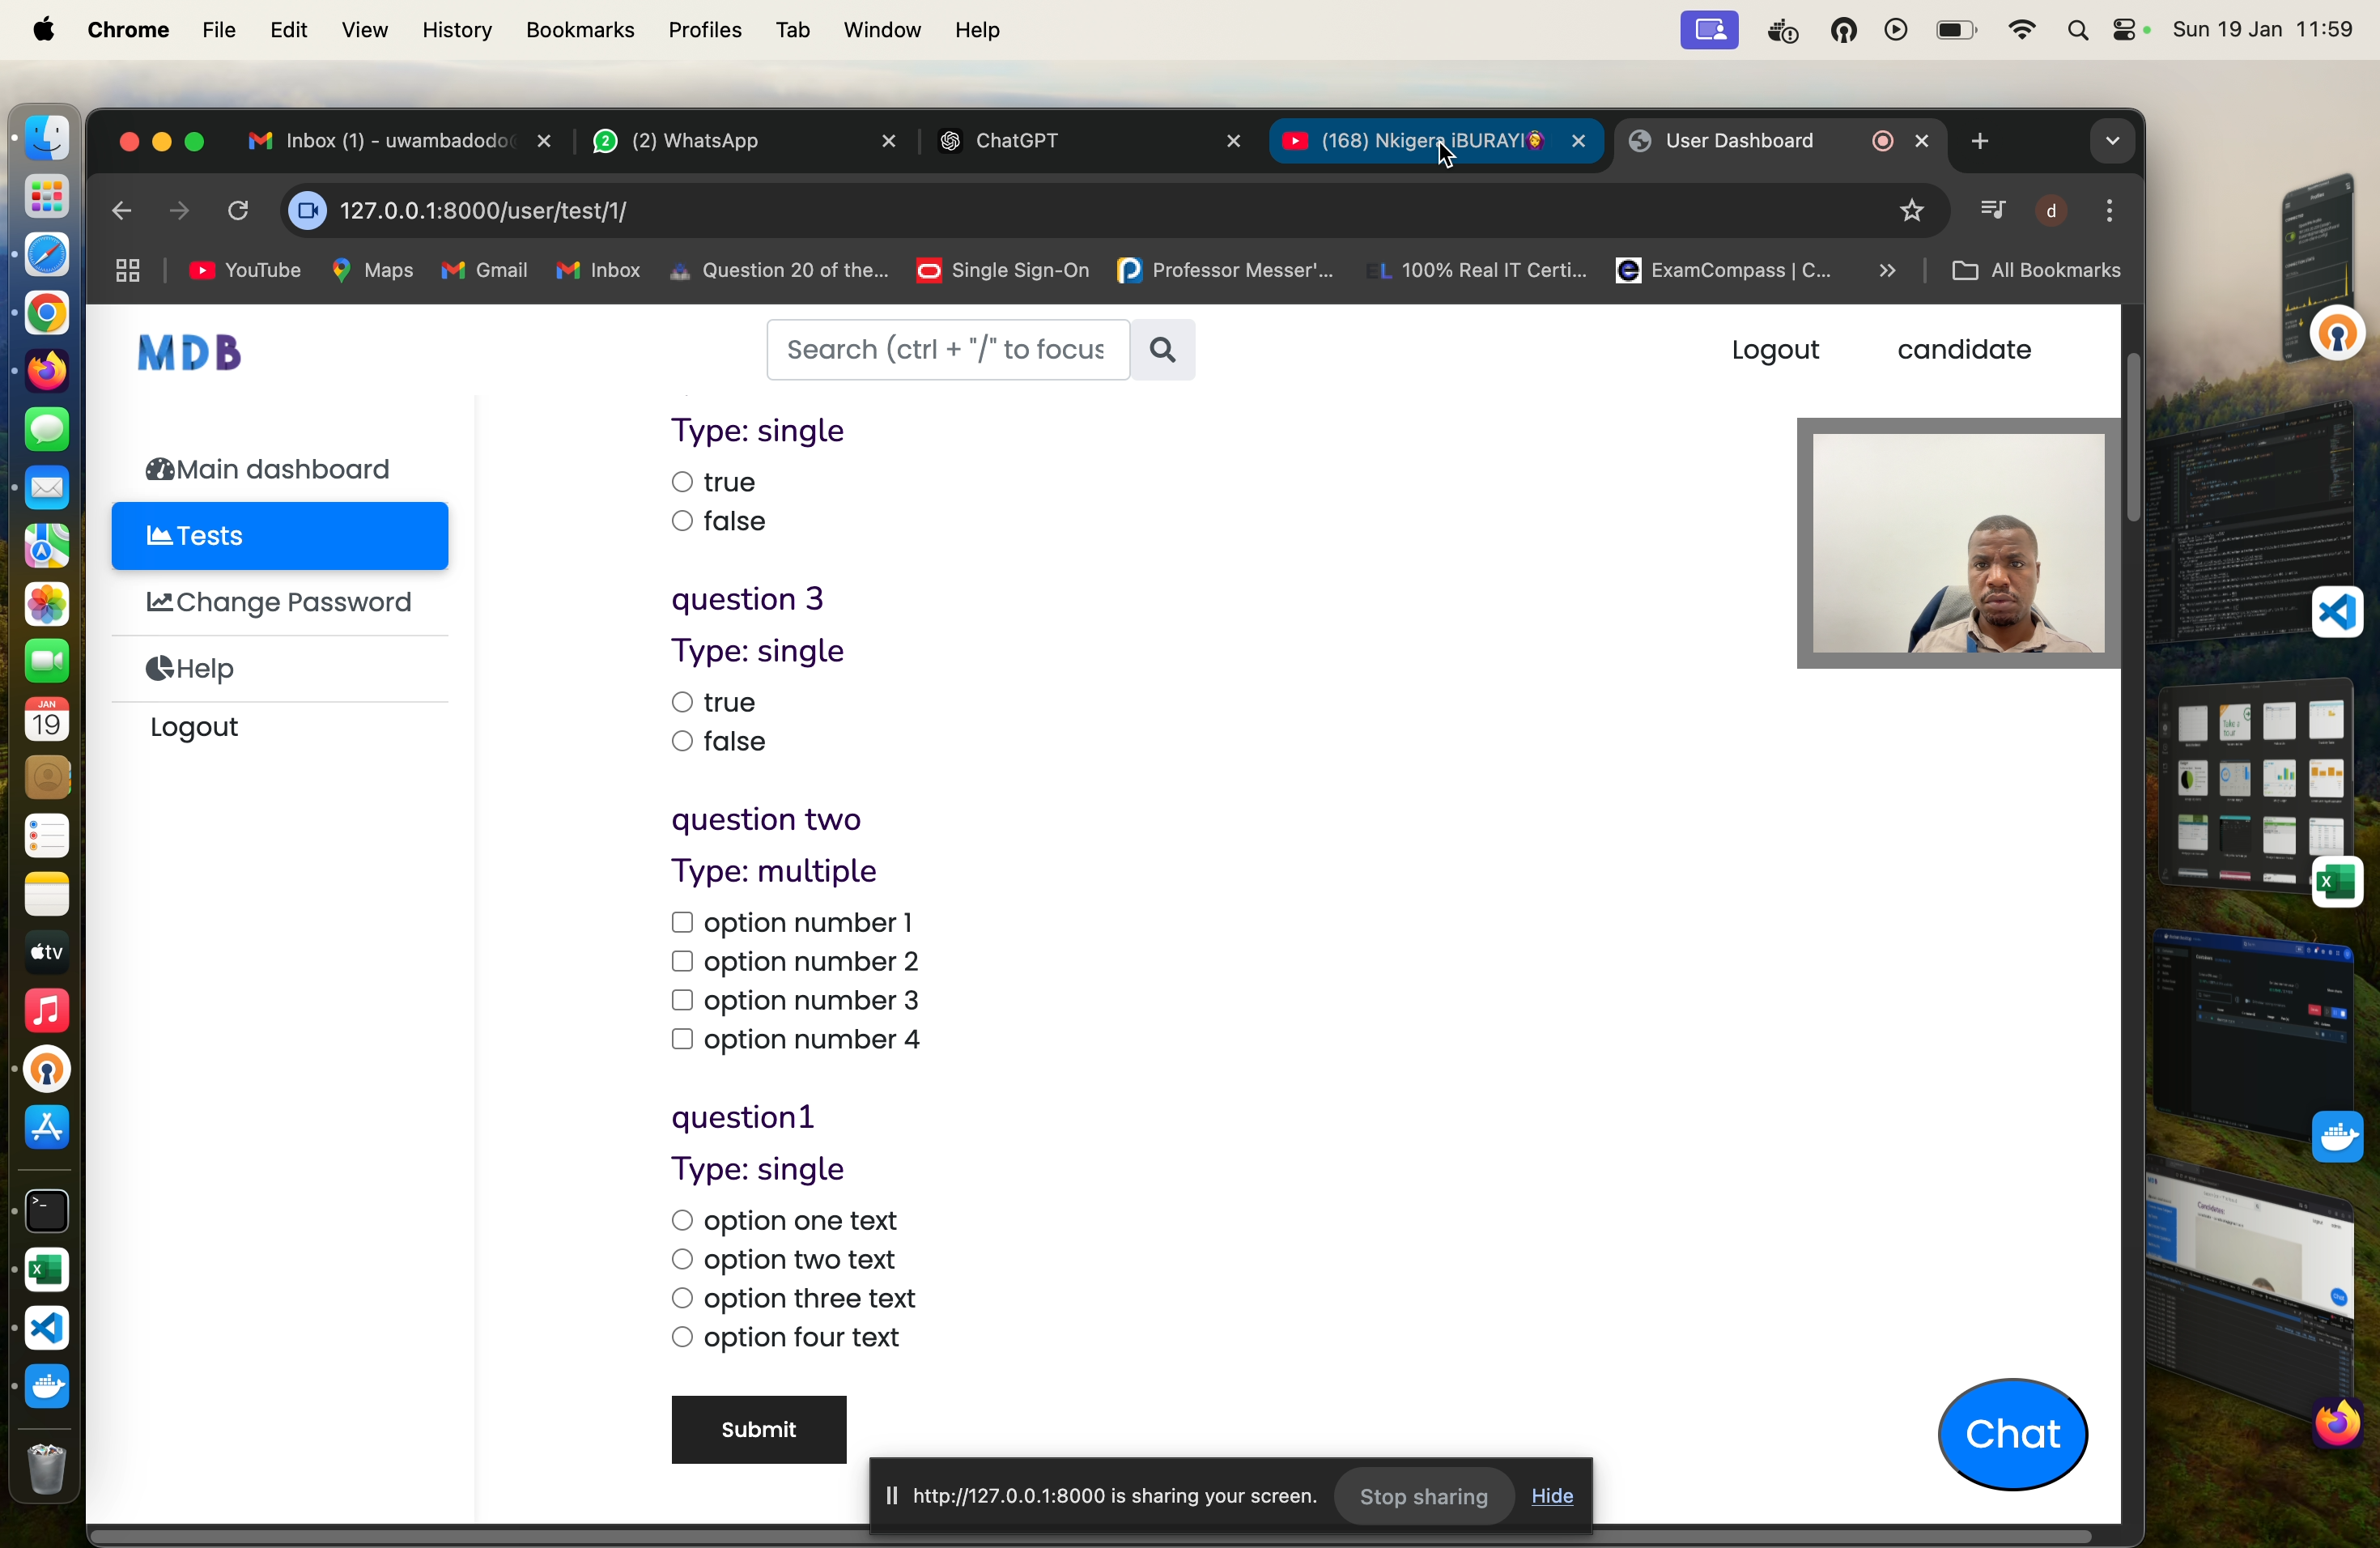 Chrome File Edit View History Bookmarks Profiles Tab Window Help Sun 19 Jan 11:59
Inbox (1) - uwambadodo
2 (2) WhatsApp
ChatGPT
(168) Nkigera iBURAYI
User Dashboard
127.0.0.1:8000/user/test/1/
d
YouTube Maps Gmail Inbox Question 20 of the... Single Sign-On Professor Messer'... EL 100% Real IT Certi... ExamCompass | C... » All Bookmarks
MDB
Search (ctrl + "/" to focus
Logout
candidate
Main dashboard
Tests
Change Password
Help
Logout
Type: single
true
false
question 3
Type: single
true
false
question two
Type: multiple
option number 1
option number 2
option number 3
option number 4
question1
Type: single
option one text
option two text
option three text
option four text
Submit
Chat
http://127.0.0.1:8000 is sharing your screen.
Stop sharing
Hide
JAN
19
tv